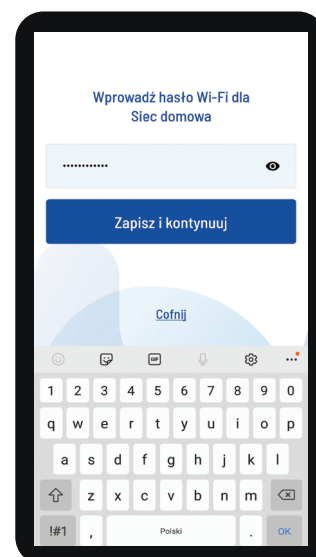 Wprowadź hasło Wi-Fi dla
Siec domowa
••••••••••••
Zapisz i kontynuuj
Cofnij
GIF
1 2 3 4 5 6 7 8 9 0
q w e r t y u i o p
a s d f g h j k l
z x c v b n m
!#1 , Polski . OK